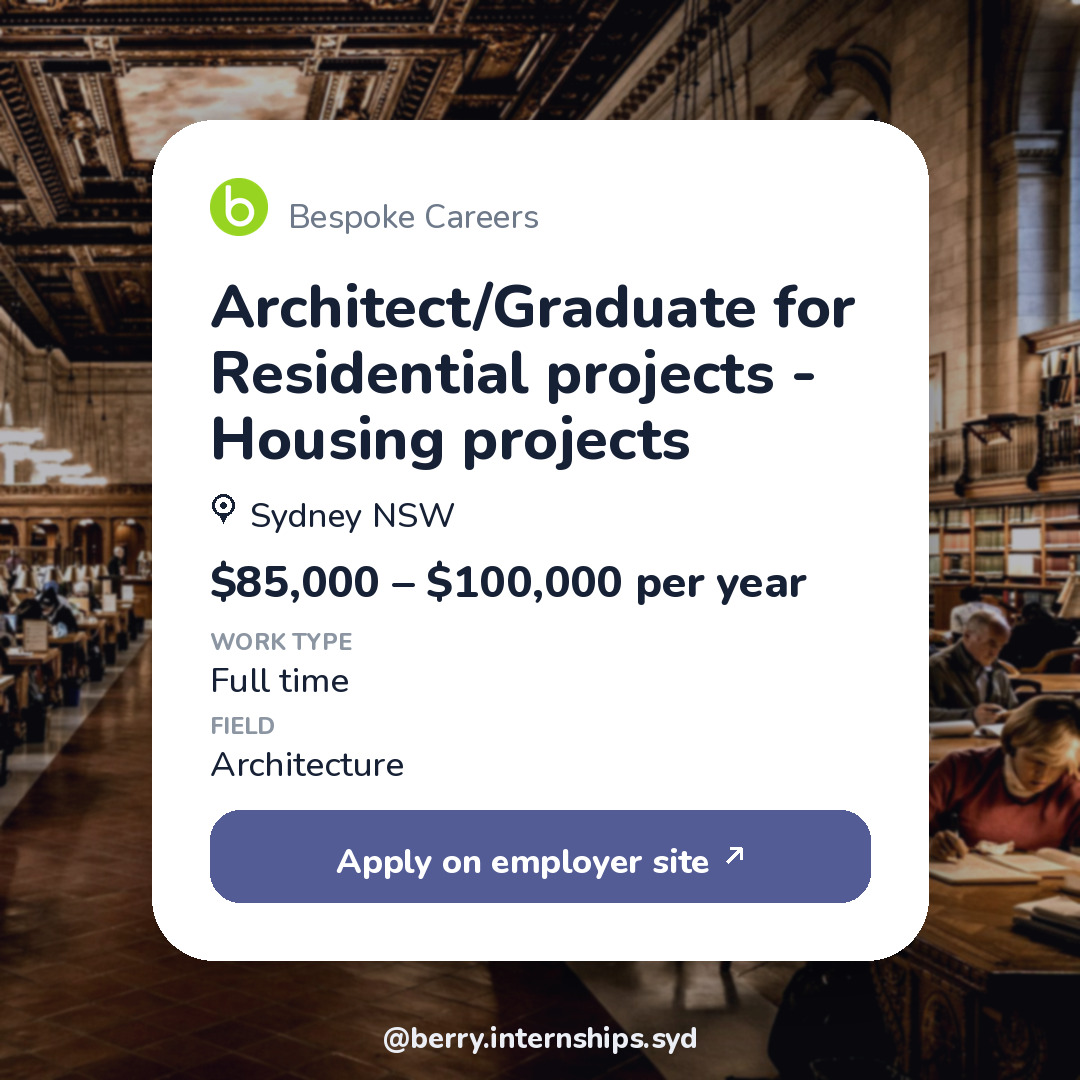 b
Bespoke Careers
Architect/Graduate for
Residential projects -
Housing projects
Sydney NSW
$85,000 – $100,000 per year
WORK TYPE
Full time
FIELD
Architecture
Apply on employer site ↗
@berry.internships.syd